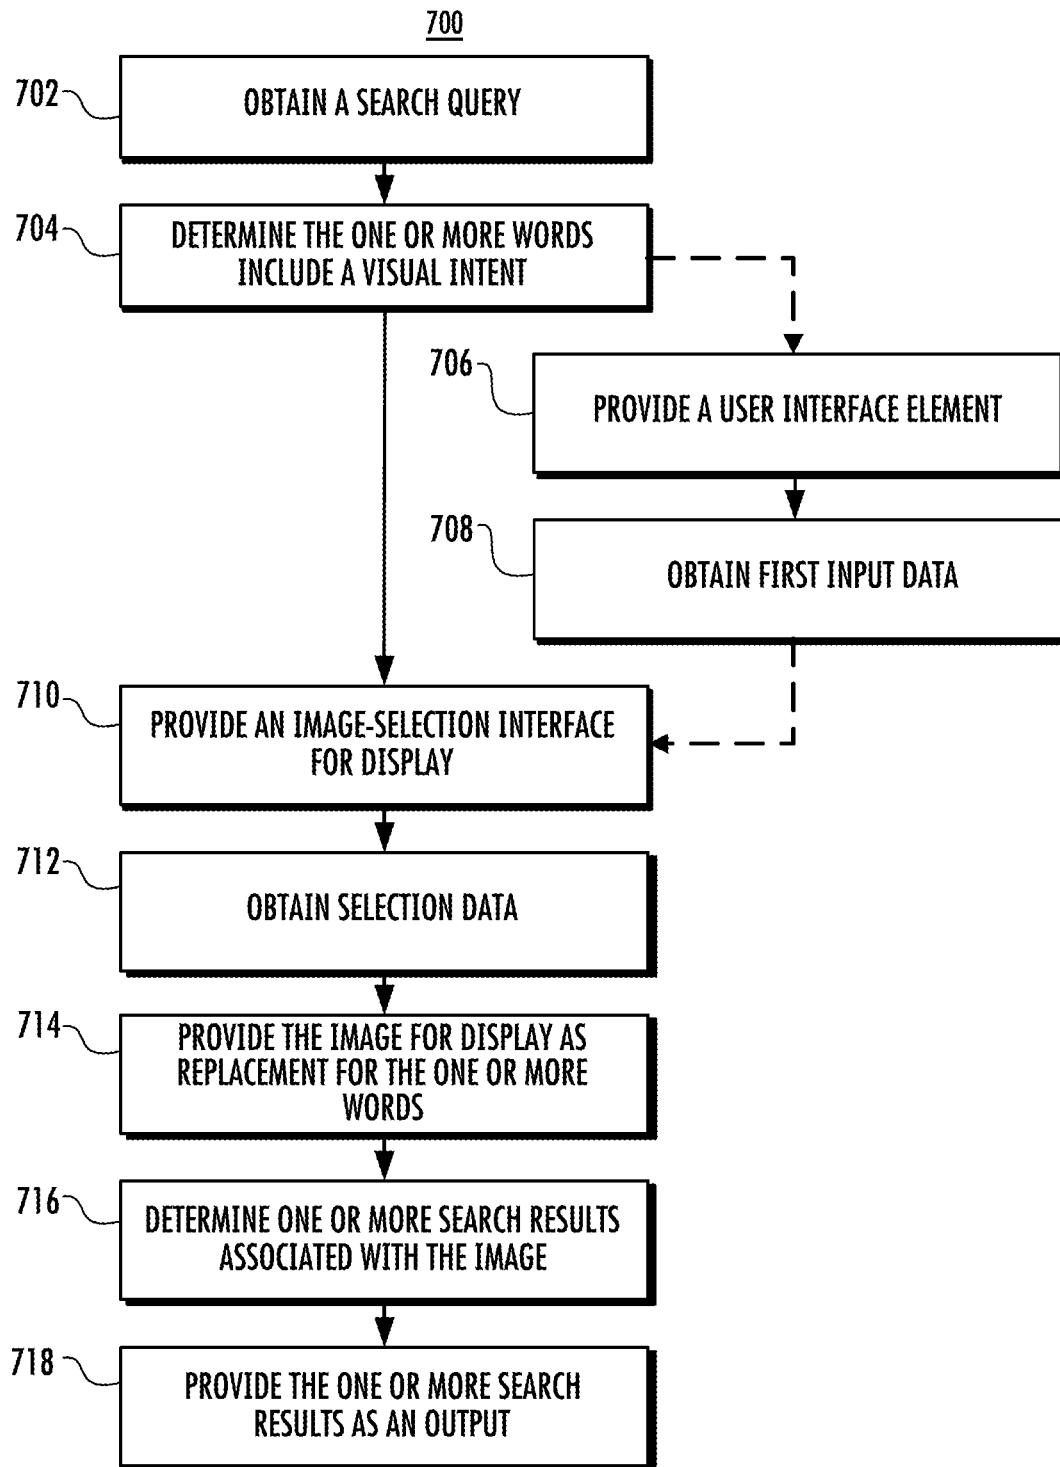 700
702
OBTAIN A SEARCH QUERY
704
DETERMINE THE ONE OR MORE WORDS
INCLUDE A VISUAL INTENT
706
PROVIDE A USER INTERFACE ELEMENT
708
OBTAIN FIRST INPUT DATA
710
PROVIDE AN IMAGE-SELECTION INTERFACE
FOR DISPLAY
712
OBTAIN SELECTION DATA
714
PROVIDE THE IMAGE FOR DISPLAY AS
REPLACEMENT FOR THE ONE OR MORE
WORDS
716
DETERMINE ONE OR MORE SEARCH RESULTS
ASSOCIATED WITH THE IMAGE
718
PROVIDE THE ONE OR MORE SEARCH
RESULTS AS AN OUTPUT